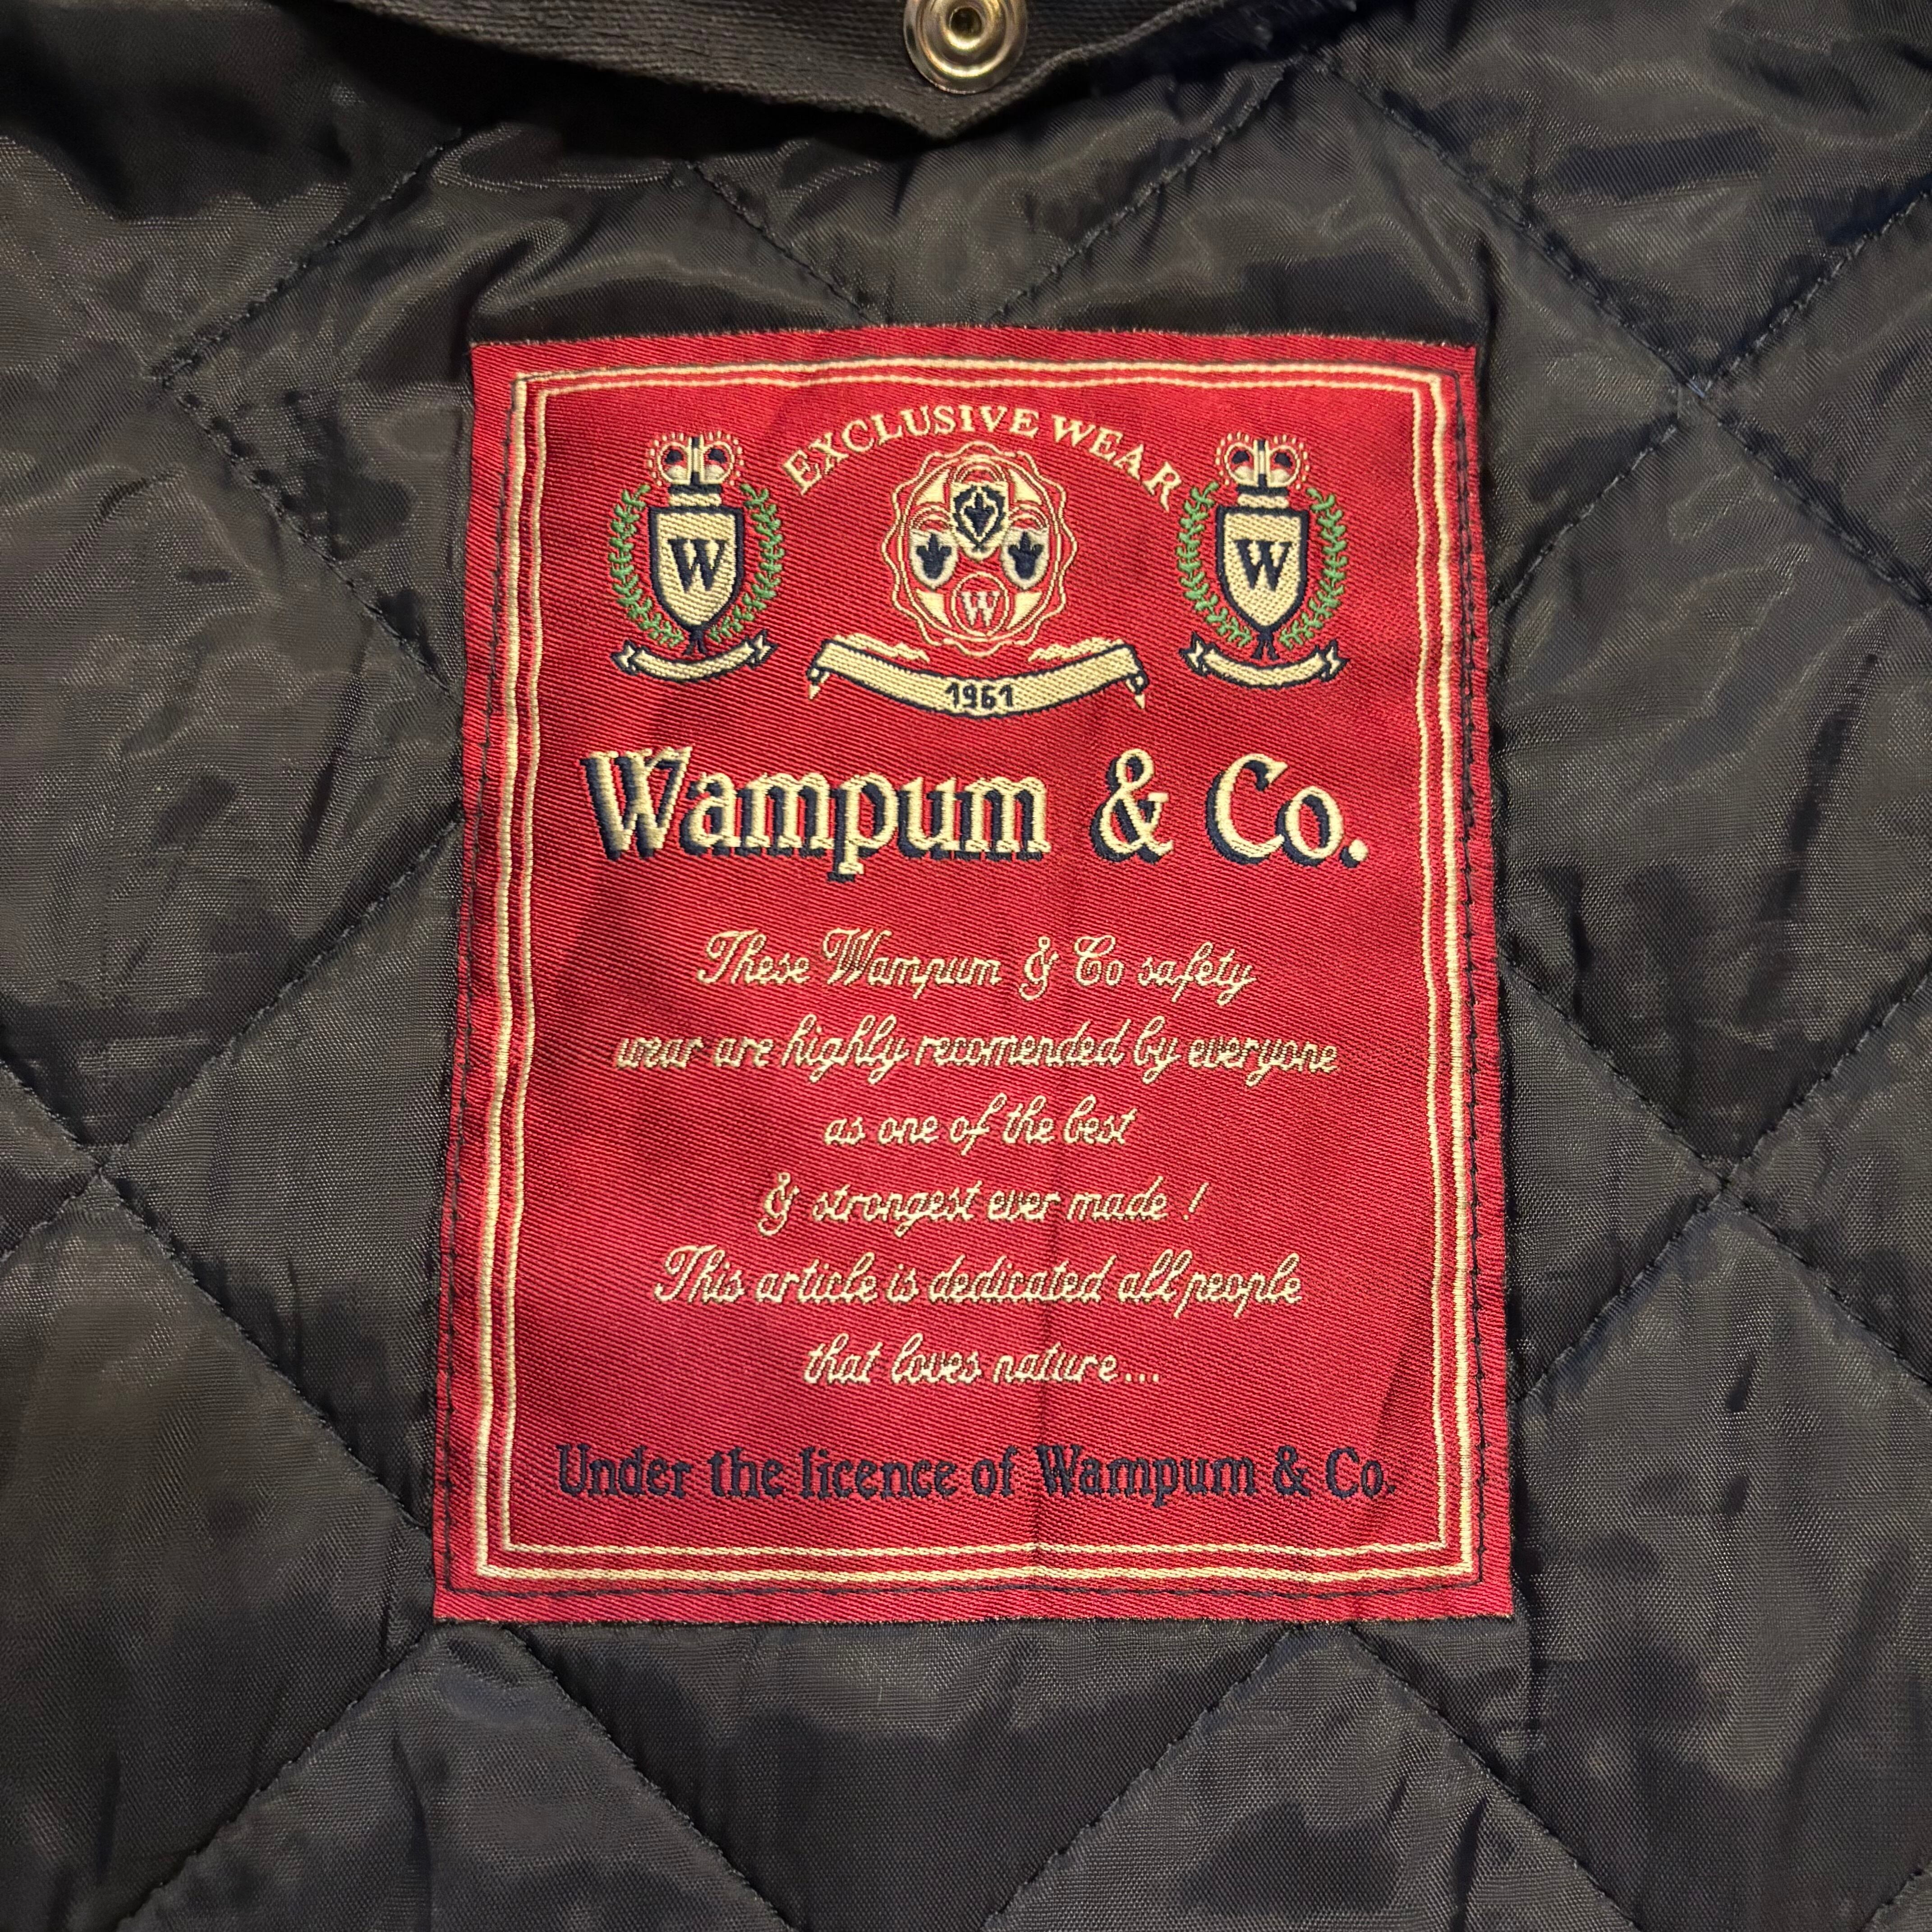 EXCLUSIVE WEAR
W
W
W
1961
Wampum & Co.
These Wampum & Co safety
wear are highly recomended by everyone
as one of the best
& strongest ever made !
This article is dedicated all people
that loves nature...
Under the licence of Wampum & Co.